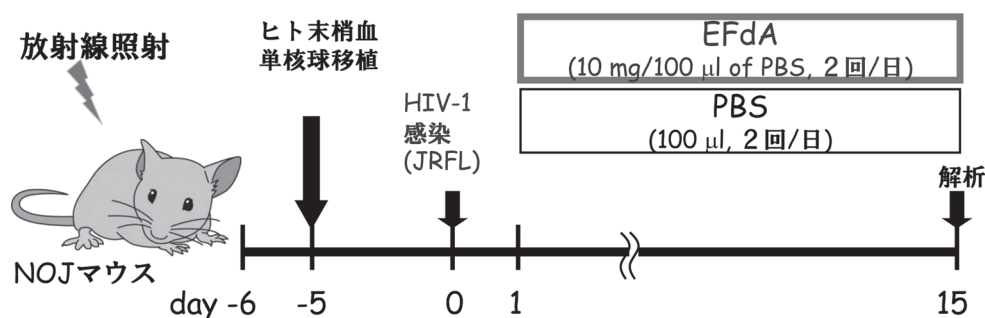 放射線照射
NOJマウス
ヒト末梢血
単核球移植
HIV-1
感染
(JRFL)
EFdA
(10 mg/100 μl of PBS, 2回/日)
PBS
(100 μl, 2回/日)
解析
day -6 -5 0 1 15